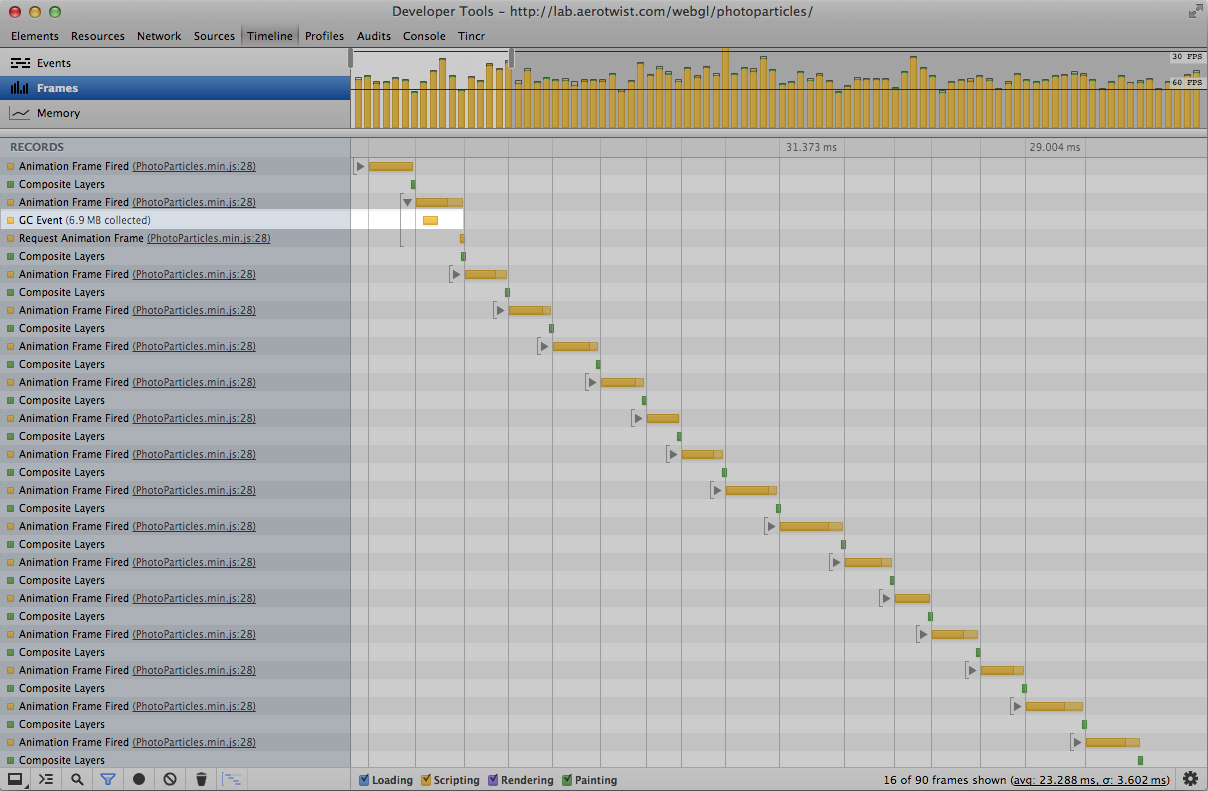 Developer Tools - http://lab.aerotwist.com/webgl/photoparticles/
Elements Resources Network Sources Timeline Profiles Audits Console Tincr
Events
Frames
Memory
30 FPS
60 FPS
RECORDS
31.373 ms 29.004 ms
Animation Frame Fired (PhotoParticles.min.js:28)
Composite Layers
Animation Frame Fired (PhotoParticles.min.js:28)
GC Event (6.9 MB collected)
Request Animation Frame (PhotoParticles.min.js:28)
Composite Layers
Animation Frame Fired (PhotoParticles.min.js:28)
Composite Layers
Animation Frame Fired (PhotoParticles.min.js:28)
Composite Layers
Animation Frame Fired (PhotoParticles.min.js:28)
Composite Layers
Animation Frame Fired (PhotoParticles.min.js:28)
Composite Layers
Animation Frame Fired (PhotoParticles.min.js:28)
Composite Layers
Animation Frame Fired (PhotoParticles.min.js:28)
Composite Layers
Animation Frame Fired (PhotoParticles.min.js:28)
Composite Layers
Animation Frame Fired (PhotoParticles.min.js:28)
Composite Layers
Animation Frame Fired (PhotoParticles.min.js:28)
Composite Layers
Animation Frame Fired (PhotoParticles.min.js:28)
Composite Layers
Animation Frame Fired (PhotoParticles.min.js:28)
Composite Layers
Animation Frame Fired (PhotoParticles.min.js:28)
Composite Layers
Animation Frame Fired (PhotoParticles.min.js:28)
Composite Layers
Animation Frame Fired (PhotoParticles.min.js:28)
Composite Layers
Loading Scripting Rendering Painting 16 of 90 frames shown (avg: 23.288 ms, σ: 3.602 ms)